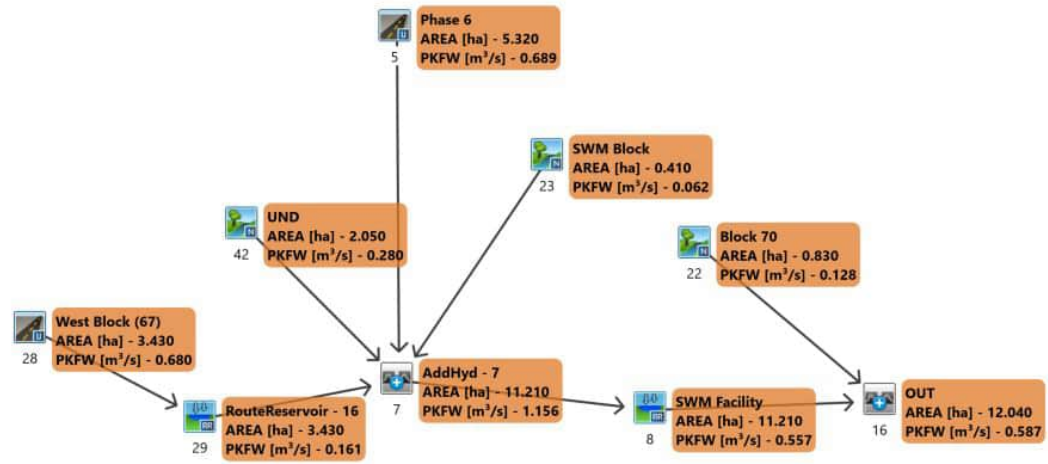 Phase 6
AREA [ha] - 5.320
PKFW [m³/s] - 0.689
U
5
SWM Block
AREA [ha] - 0.410
PKFW [m³/s] - 0.062
N
23
UND
AREA [ha] - 2.050
PKFW [m³/s] - 0.280
N
42
Block 70
AREA [ha] - 0.830
PKFW [m³/s] - 0.128
N
22
West Block (67)
AREA [ha] - 3.430
PKFW [m³/s] - 0.680
U
28
AddHyd - 7
AREA [ha] - 11.210
PKFW [m³/s] - 1.156
7
RouteReservoir - 16
AREA [ha] - 3.430
PKFW [m³/s] - 0.161
RR
29
SWM Facility
AREA [ha] - 11.210
PKFW [m³/s] - 0.557
RR
8
OUT
AREA [ha] - 12.040
PKFW [m³/s] - 0.587
16